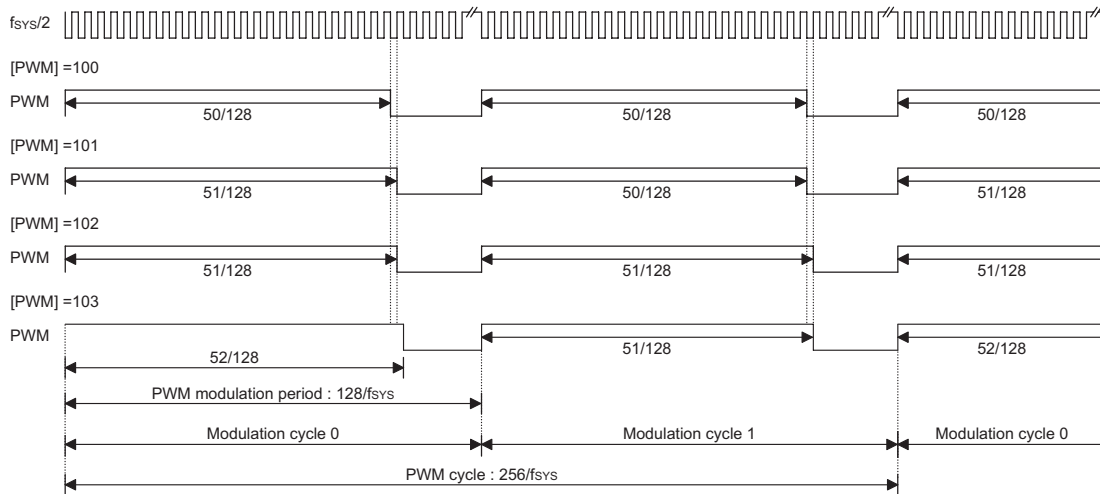 fSYS/2
[PWM] =100
PWM
50/128 50/128 50/128
[PWM] =101
PWM
51/128 50/128 51/128
[PWM] =102
PWM
51/128 51/128 51/128
[PWM] =103
PWM
52/128 51/128 52/128
PWM modulation period : 128/fSYS
Modulation cycle 0 Modulation cycle 1 Modulation cycle 0
PWM cycle : 256/fSYS